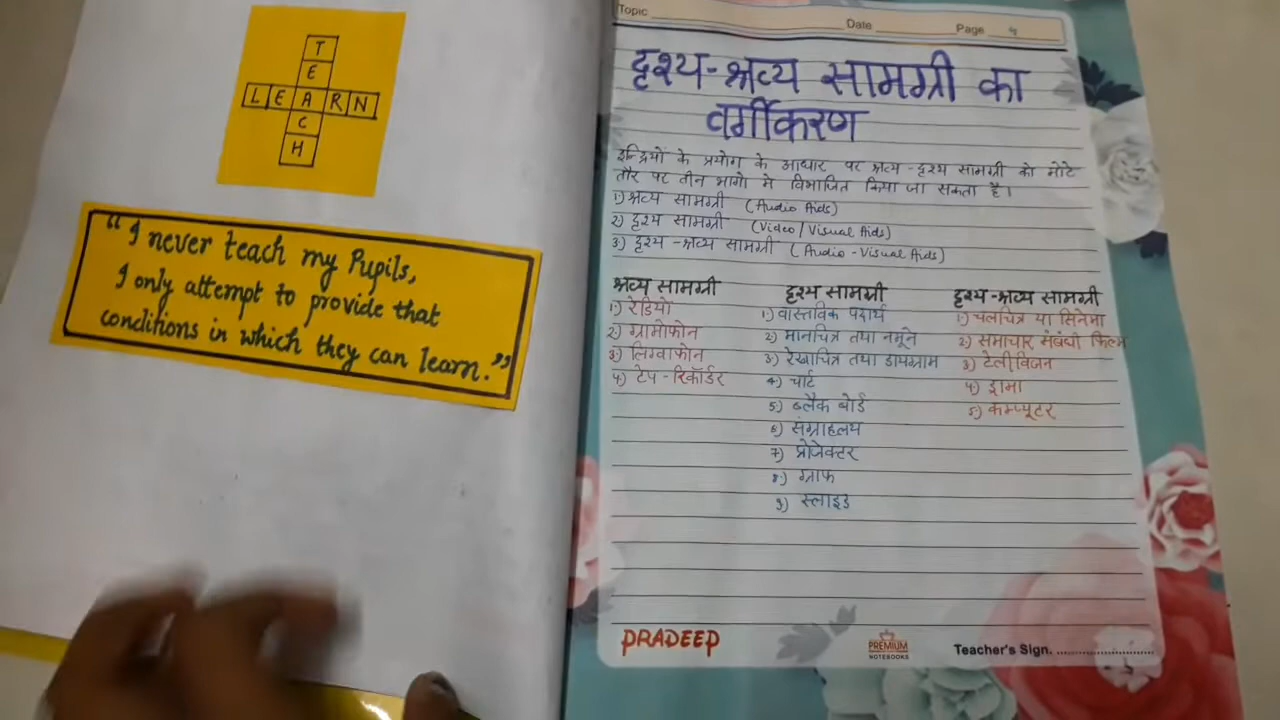 T
E
LEARN
C
H
"I never teach my Pupils,
I only attempt to provide that
conditions in which they can learn."
Topic
Date
Page 4
दृश्य-श्रव्य सामग्री का
वर्गीकरण
इन्द्रियों के प्रयोग के आधार पर श्रव्य-दृश्य सामग्री को मोटे
तौर पर तीन भागो मे विभाजित किया जा सकता है।
1) श्रव्य सामग्री (Audio Aids)
2) दृश्य सामग्री (Video/Visual Aids)
3) दृश्य-श्रव्य सामग्री (Audio-Visual Aids)
श्रव्य सामग्री
1) रेडियो
2) ग्रामोफोन
3) लिग्वाफोन
4) टेप-रिकॉर्डर
दृश्य सामग्री
1) वास्तविक पदार्थ
2) मानचित्र तथा नमूने
3) रेखाचित्र तथा डायग्राम
4) चार्ट
5) ब्लैक बोर्ड
6) संग्राहलय
7) प्रोजेक्टर
8) ग्राफ
9) स्लाइड
दृश्य-श्रव्य सामग्री
1) चलचित्र या सिनेमा
2) समाचार संबंधी फिल्म
3) टेलीविजन
4) ड्रामा
5) कम्प्यूटर
PRADEEP
PREMIUM
NOTEBOOKS
Teacher's Sign.